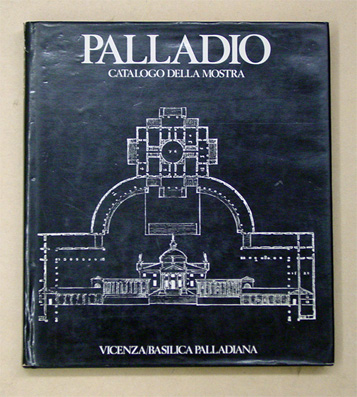 PALLADIO
CATALOGO DELLA MOSTRA
VICENZA/BASILICA PALLADIANA